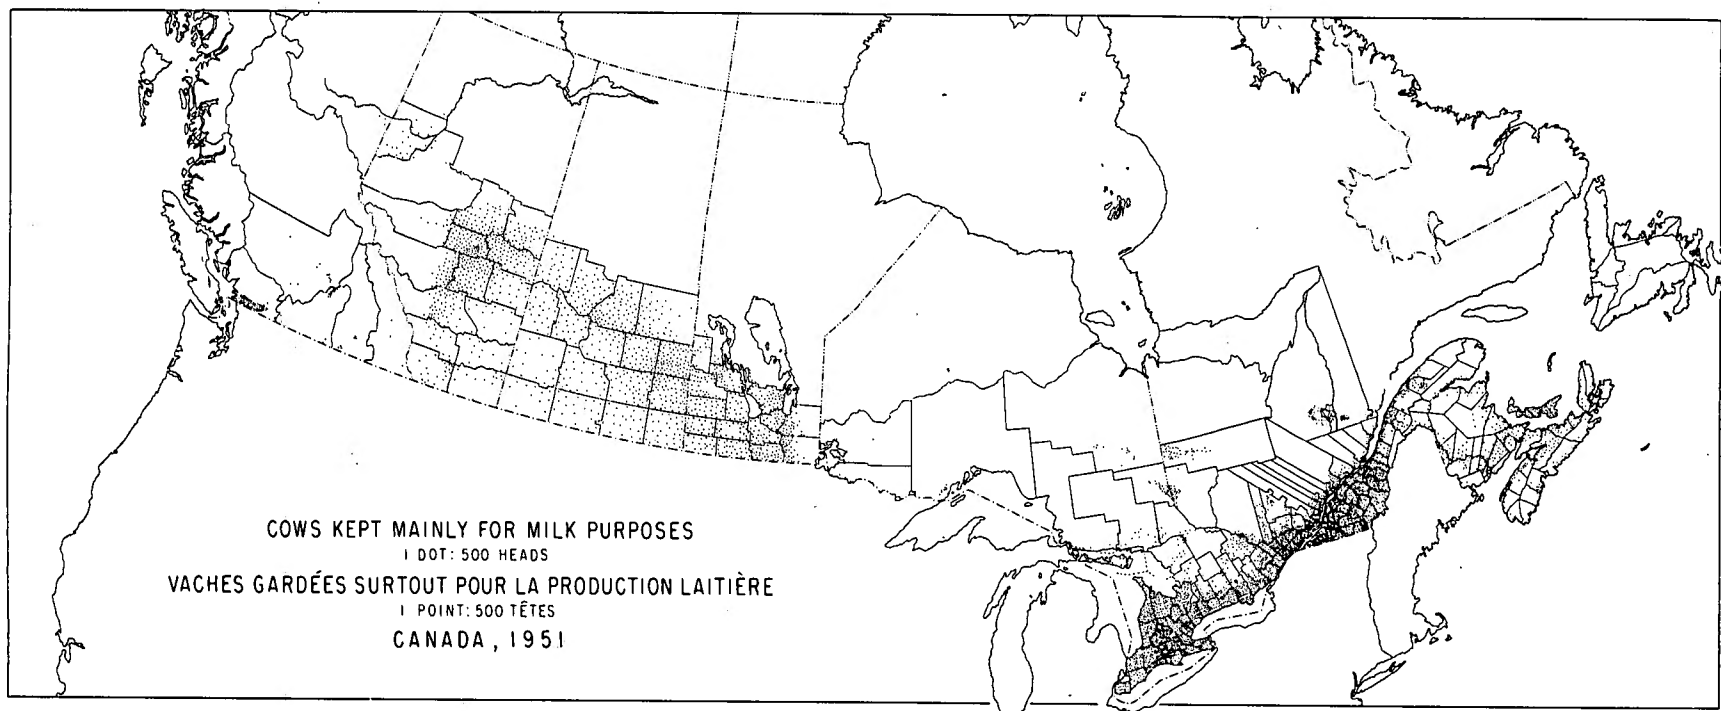 COWS KEPT MAINLY FOR MILK PURPOSES
1 DOT: 500 HEADS
VACHES GARDÉES SURTOUT POUR LA PRODUCTION LAITIÈRE
1 POINT: 500 TÊTES
CANADA, 1951